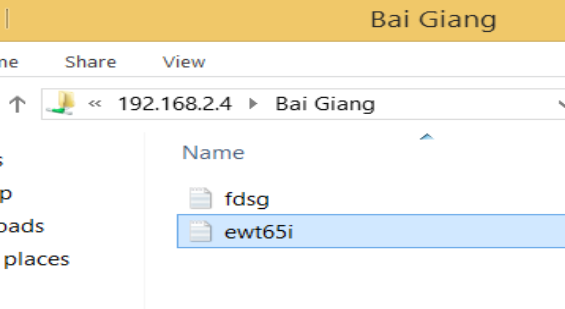 Bai Giang
me Share View
« 192.168.2.4 Bai Giang
Name
fdsg
ewt65i
oads
places